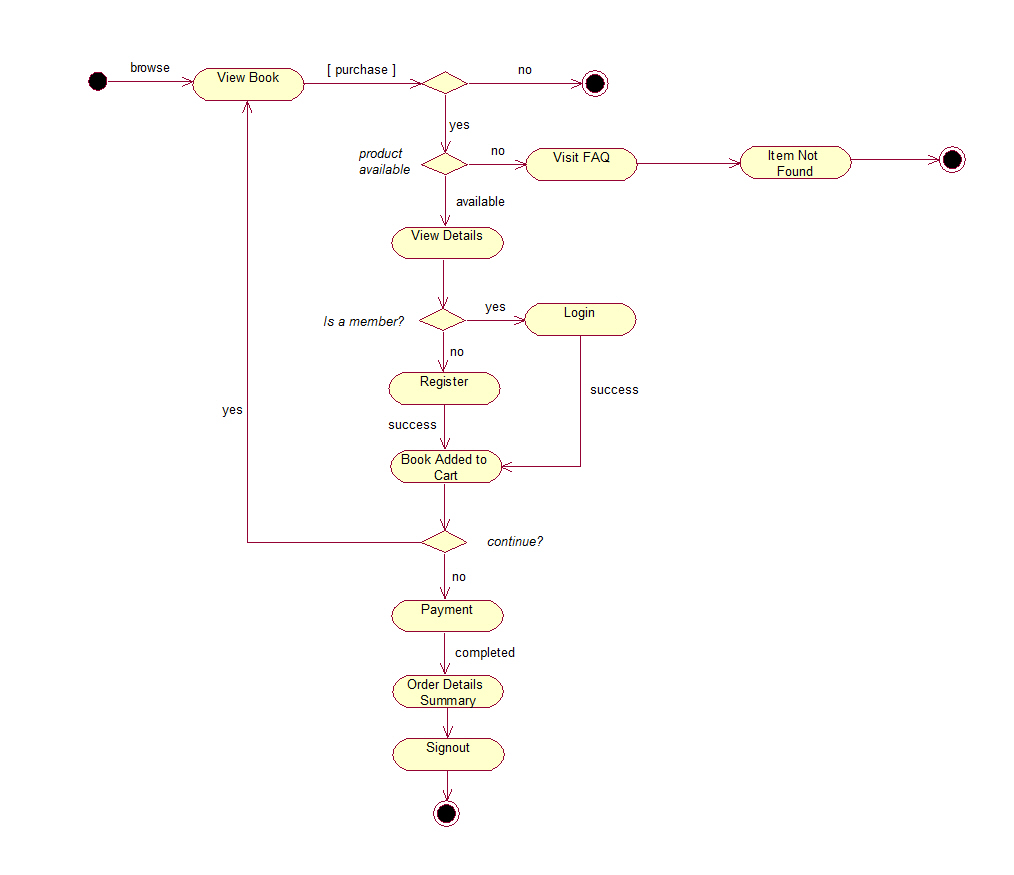 browse
View Book
[ purchase ]
no
yes
product
available
no
Visit FAQ
Item Not
Found
available
View Details
Is a member?
yes
Login
no
Register
success
success
yes
Book Added to
Cart
continue?
no
Payment
completed
Order Details
Summary
Signout